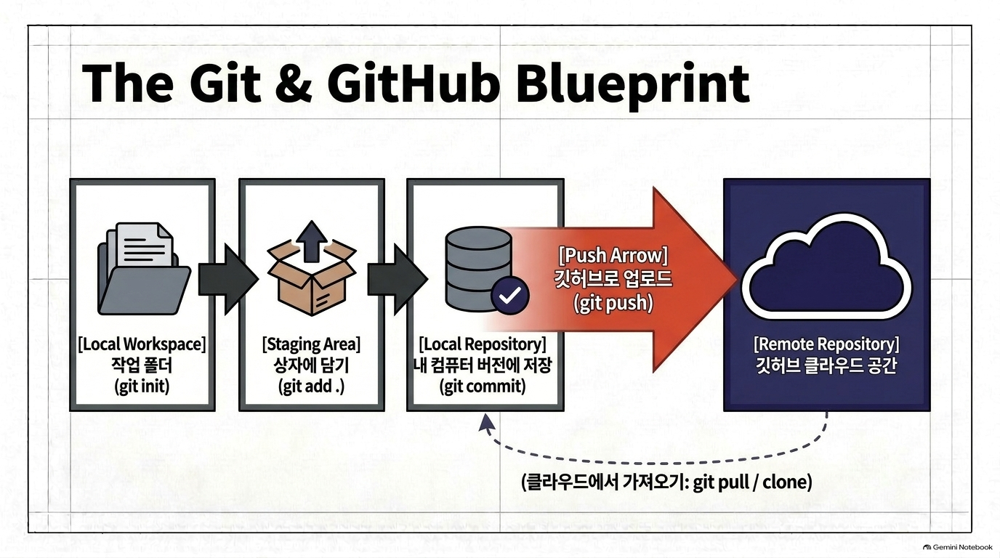 The Git & GitHub Blueprint
[Local Workspace]
작업 폴더
(git init)
[Staging Area]
상자에 담기
(git add .)
[Local Repository]
내 컴퓨터 버전에 저장
(git commit)
[Push Arrow]
깃허브로 업로드
(git push)
[Remote Repository]
깃허브 클라우드 공간
(클라우드에서 가져오기: git pull / clone)
Gemini Notebook